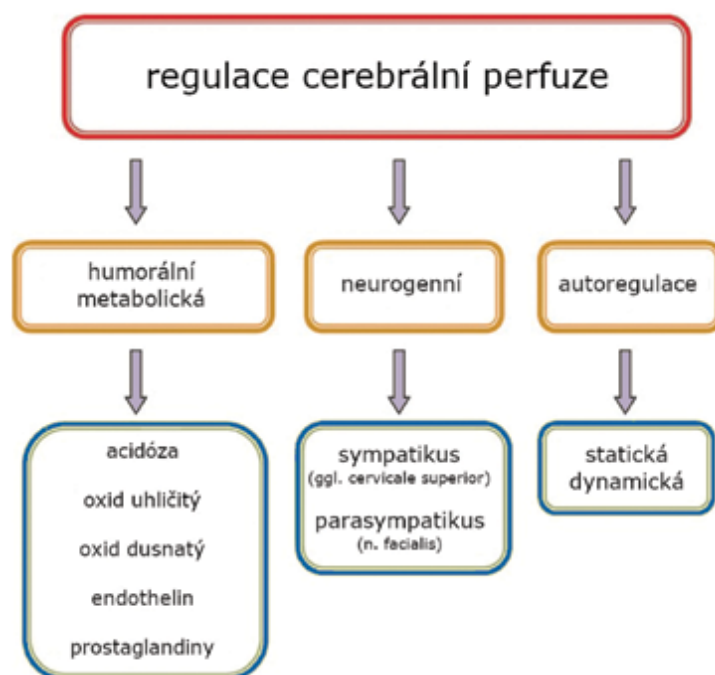 regulace cerebrální perfuze
humorální
metabolická
neurogenní
autoregulace
acidóza
oxid uhličitý
oxid dusnatý
endothelin
prostaglandiny
sympatikus
(ggl. cervicale superior)
parasympatikus
(n. facialis)
statická
dynamická